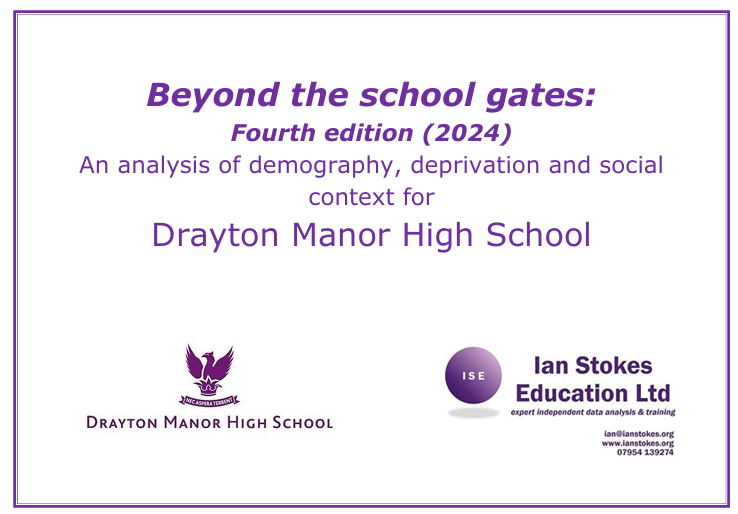 Beyond the school gates:
Fourth edition (2024)
An analysis of demography, deprivation and social
context for
Drayton Manor High School
NEC ASPERA TERRENT
DRAYTON MANOR HIGH SCHOOL
ISE
Ian Stokes
Education Ltd
expert independent data analysis & training
ian@ianstokes.org
www.ianstokes.org
07954 139274